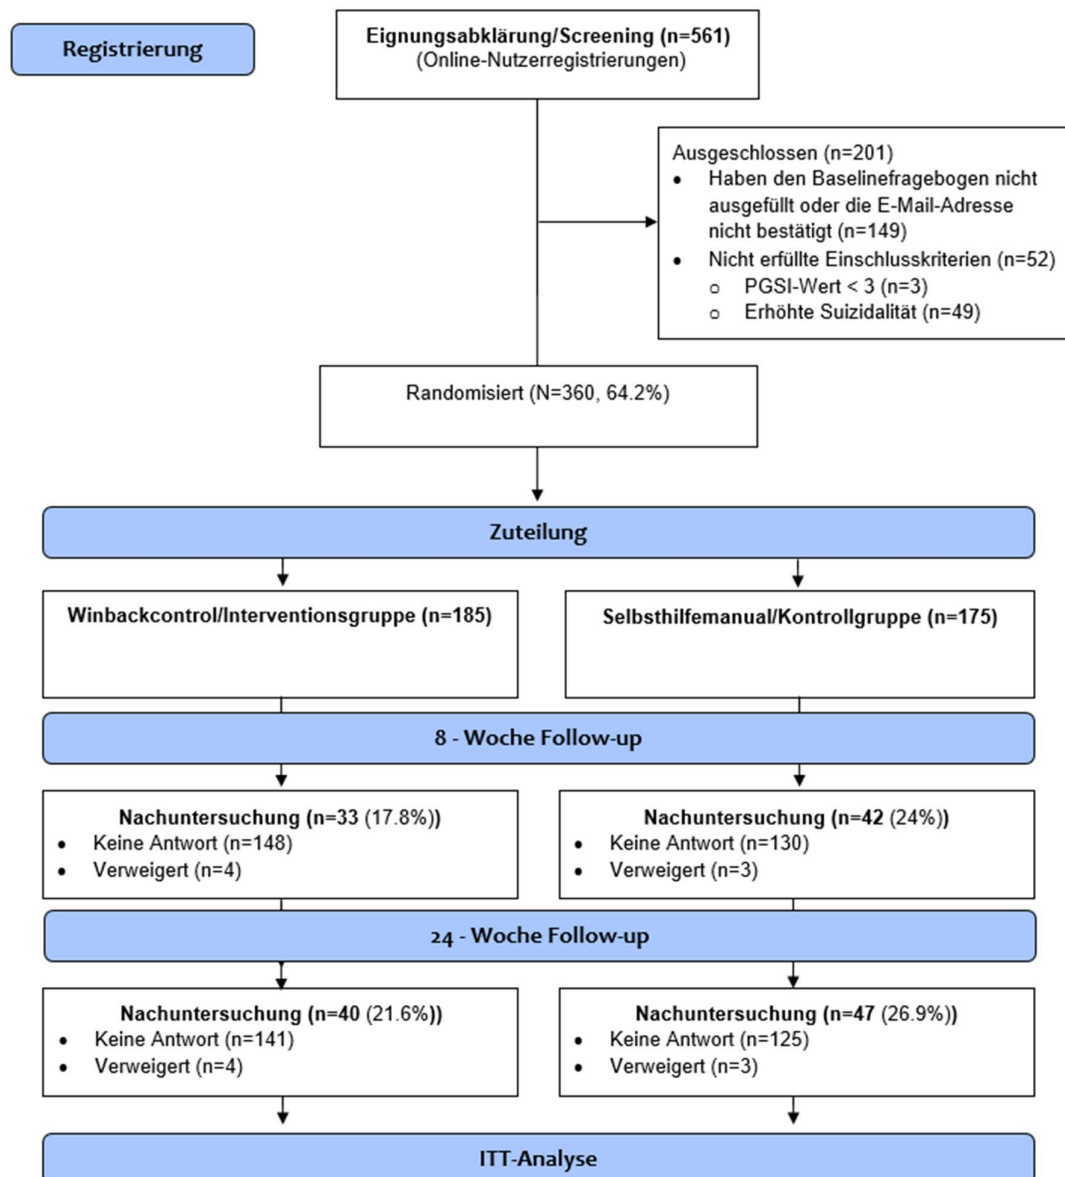 Registrierung
Eignungsabklärung/Screening (n=561)
(Online-Nutzerregistrierungen)
Ausgeschlossen (n=201)
• Haben den Baselinefragebogen nicht
ausgefüllt oder die E-Mail-Adresse
nicht bestätigt (n=149)
• Nicht erfüllte Einschlusskriterien (n=52)
o PGSI-Wert < 3 (n=3)
o Erhöhte Suizidalität (n=49)
Randomisiert (N=360, 64.2%)
Zuteilung
Winbackcontrol/Interventionsgruppe (n=185)
Selbsthilfemanual/Kontrollgruppe (n=175)
8 - Woche Follow-up
Nachuntersuchung (n=33 (17.8%))
• Keine Antwort (n=148)
• Verweigert (n=4)
Nachuntersuchung (n=42 (24%))
• Keine Antwort (n=130)
• Verweigert (n=3)
24 - Woche Follow-up
Nachuntersuchung (n=40 (21.6%))
• Keine Antwort (n=141)
• Verweigert (n=4)
Nachuntersuchung (n=47 (26.9%))
• Keine Antwort (n=125)
• Verweigert (n=3)
ITT-Analyse